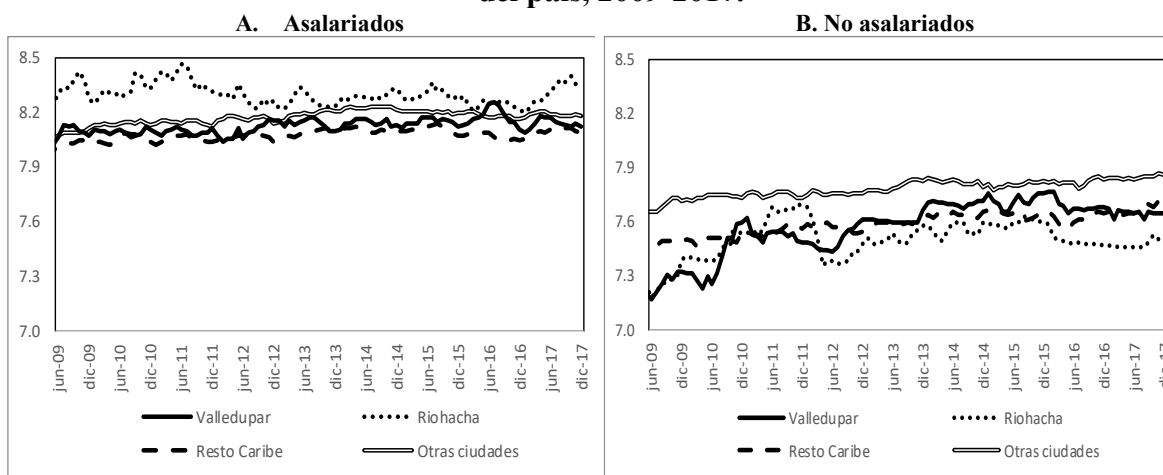 del país, 2009-2017.
A. Asalariados
8.5
8.2
7.9
7.6
7.3
7.0
jun-09
dic-09
jun-10
dic-10
jun-11
dic-11
jun-12
dic-12
jun-13
dic-13
jun-14
dic-14
jun-15
dic-15
jun-16
dic-16
jun-17
dic-17
Valledupar
Riohacha
Resto Caribe
Otras ciudades
B. No asalariados
8.5
8.2
7.9
7.6
7.3
7.0
jun-09
dic-09
jun-10
dic-10
jun-11
dic-11
jun-12
dic-12
jun-13
dic-13
jun-14
dic-14
jun-15
dic-15
jun-16
dic-16
jun-17
dic-17
Valledupar
Riohacha
Resto Caribe
Otras ciudades